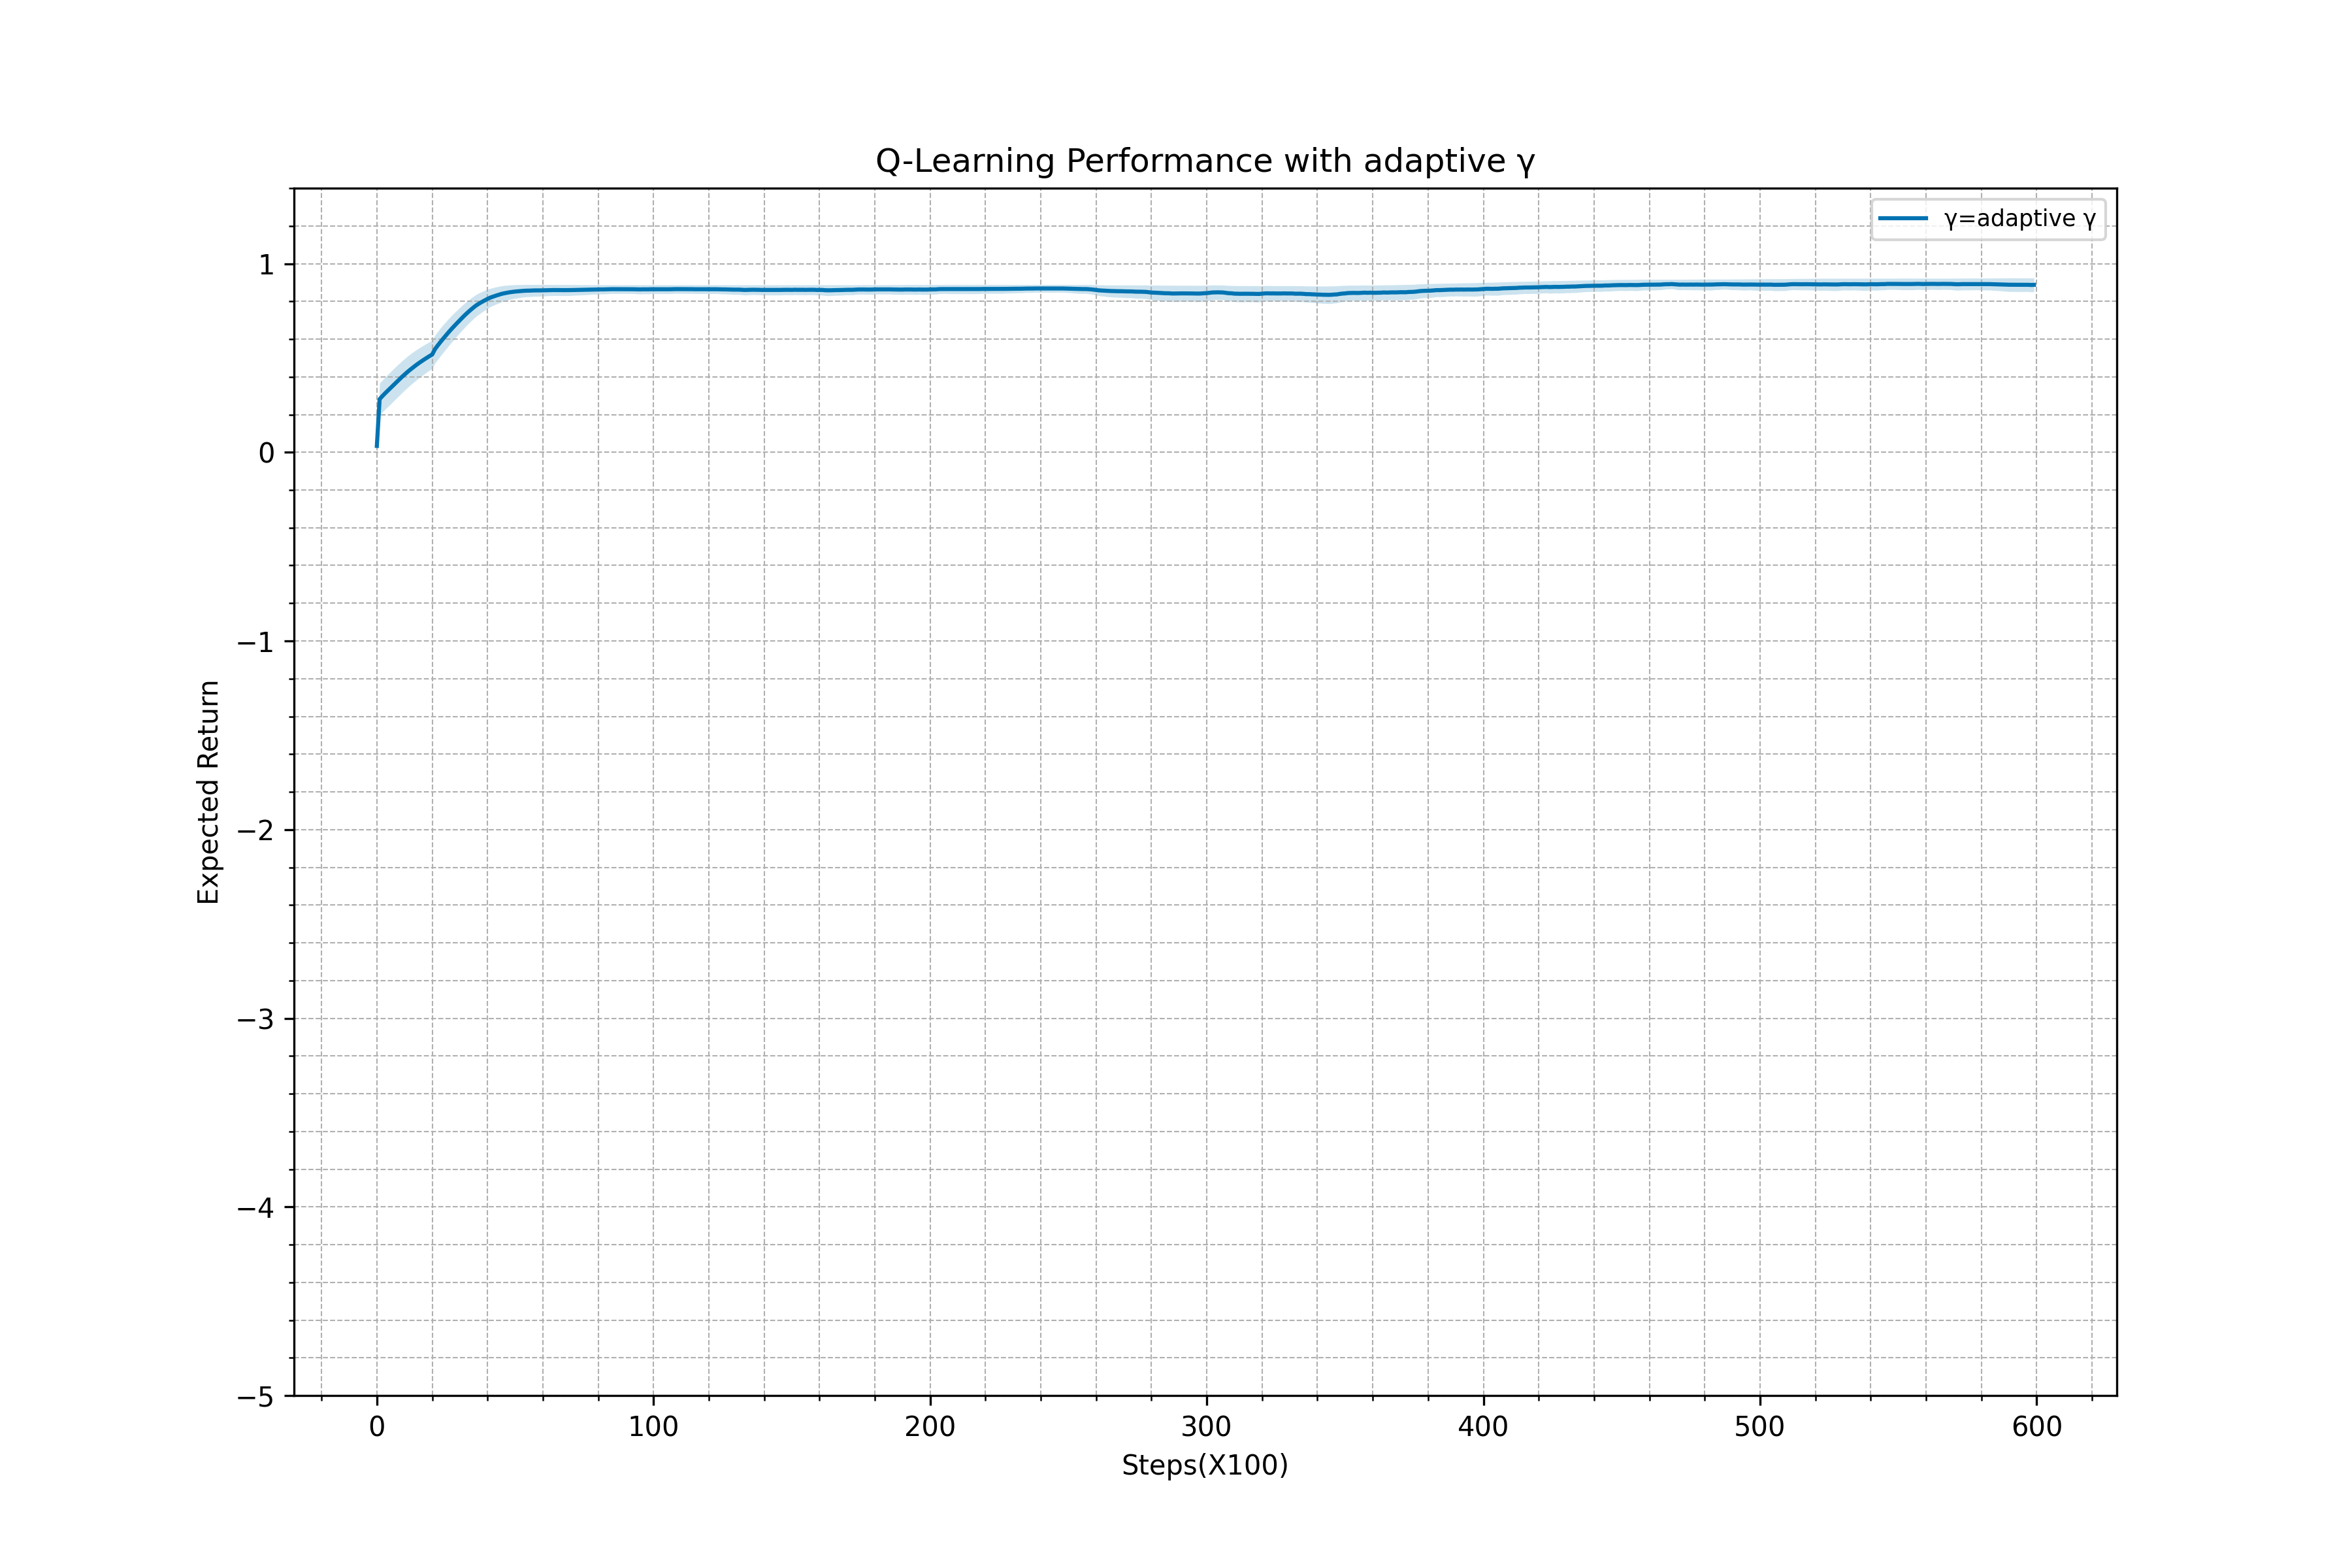 Q-Learning Performance with adaptive γ
γ=adaptive γ
1
0
−1
−2
−3
−4
−5
Expected Return
0 100 200 300 400 500 600
Steps(X100)